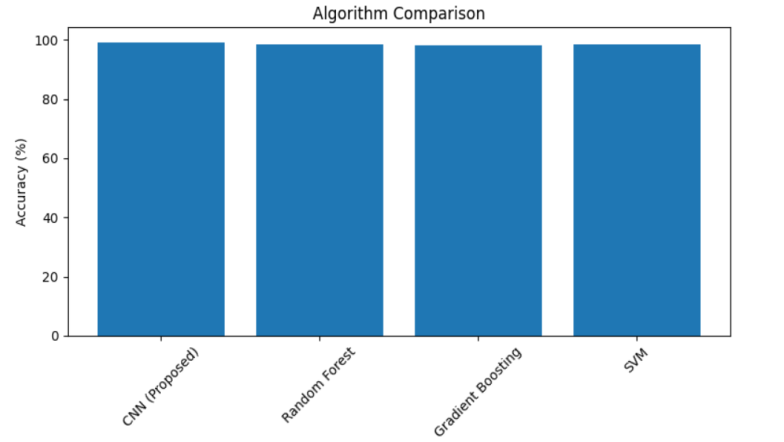 Algorithm Comparison
Accuracy (%)
100
80
60
40
20
0
CNN (Proposed)
Random Forest
Gradient Boosting
SVM